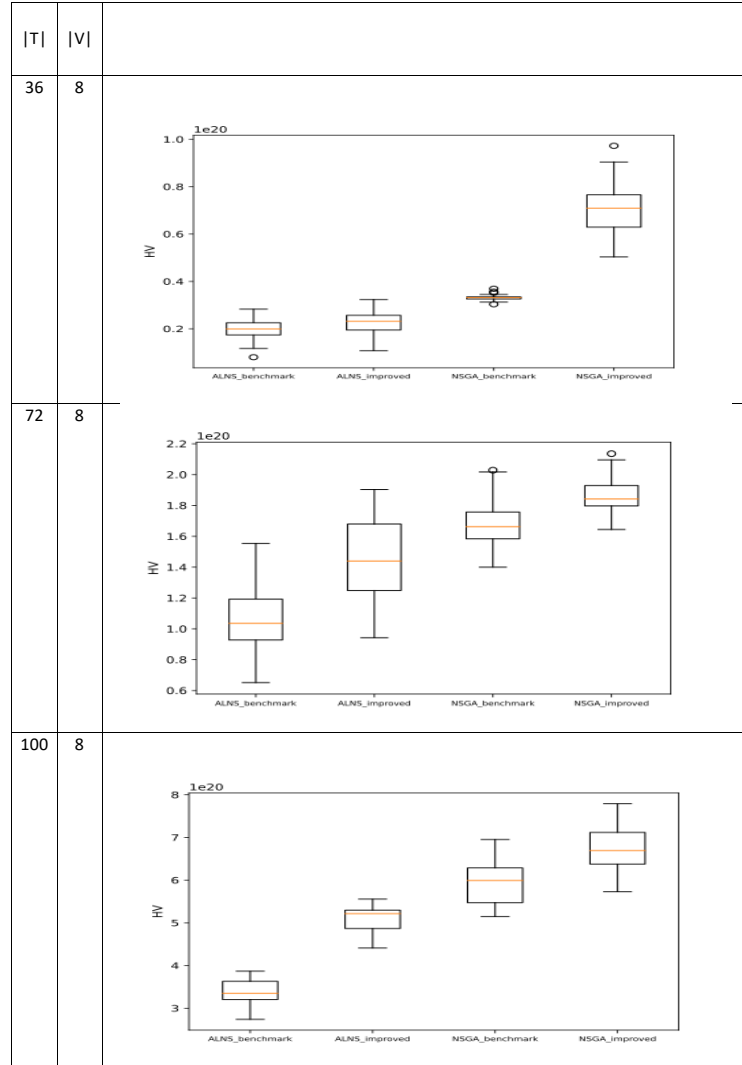 |T| |V|
36 8
1e20
1.0
0.8
0.6
0.4
0.2
HV
ALNS_benchmark ALNS_improved NSGA_benchmark NSGA_improved
72 8
1e20
2.2
2.0
1.8
1.6
1.4
1.2
1.0
0.8
0.6
HV
ALNS_benchmark ALNS_improved NSGA_benchmark NSGA_improved
100 8
1e20
8
7
6
5
4
3
HV
ALNS_benchmark ALNS_improved NSGA_benchmark NSGA_improved